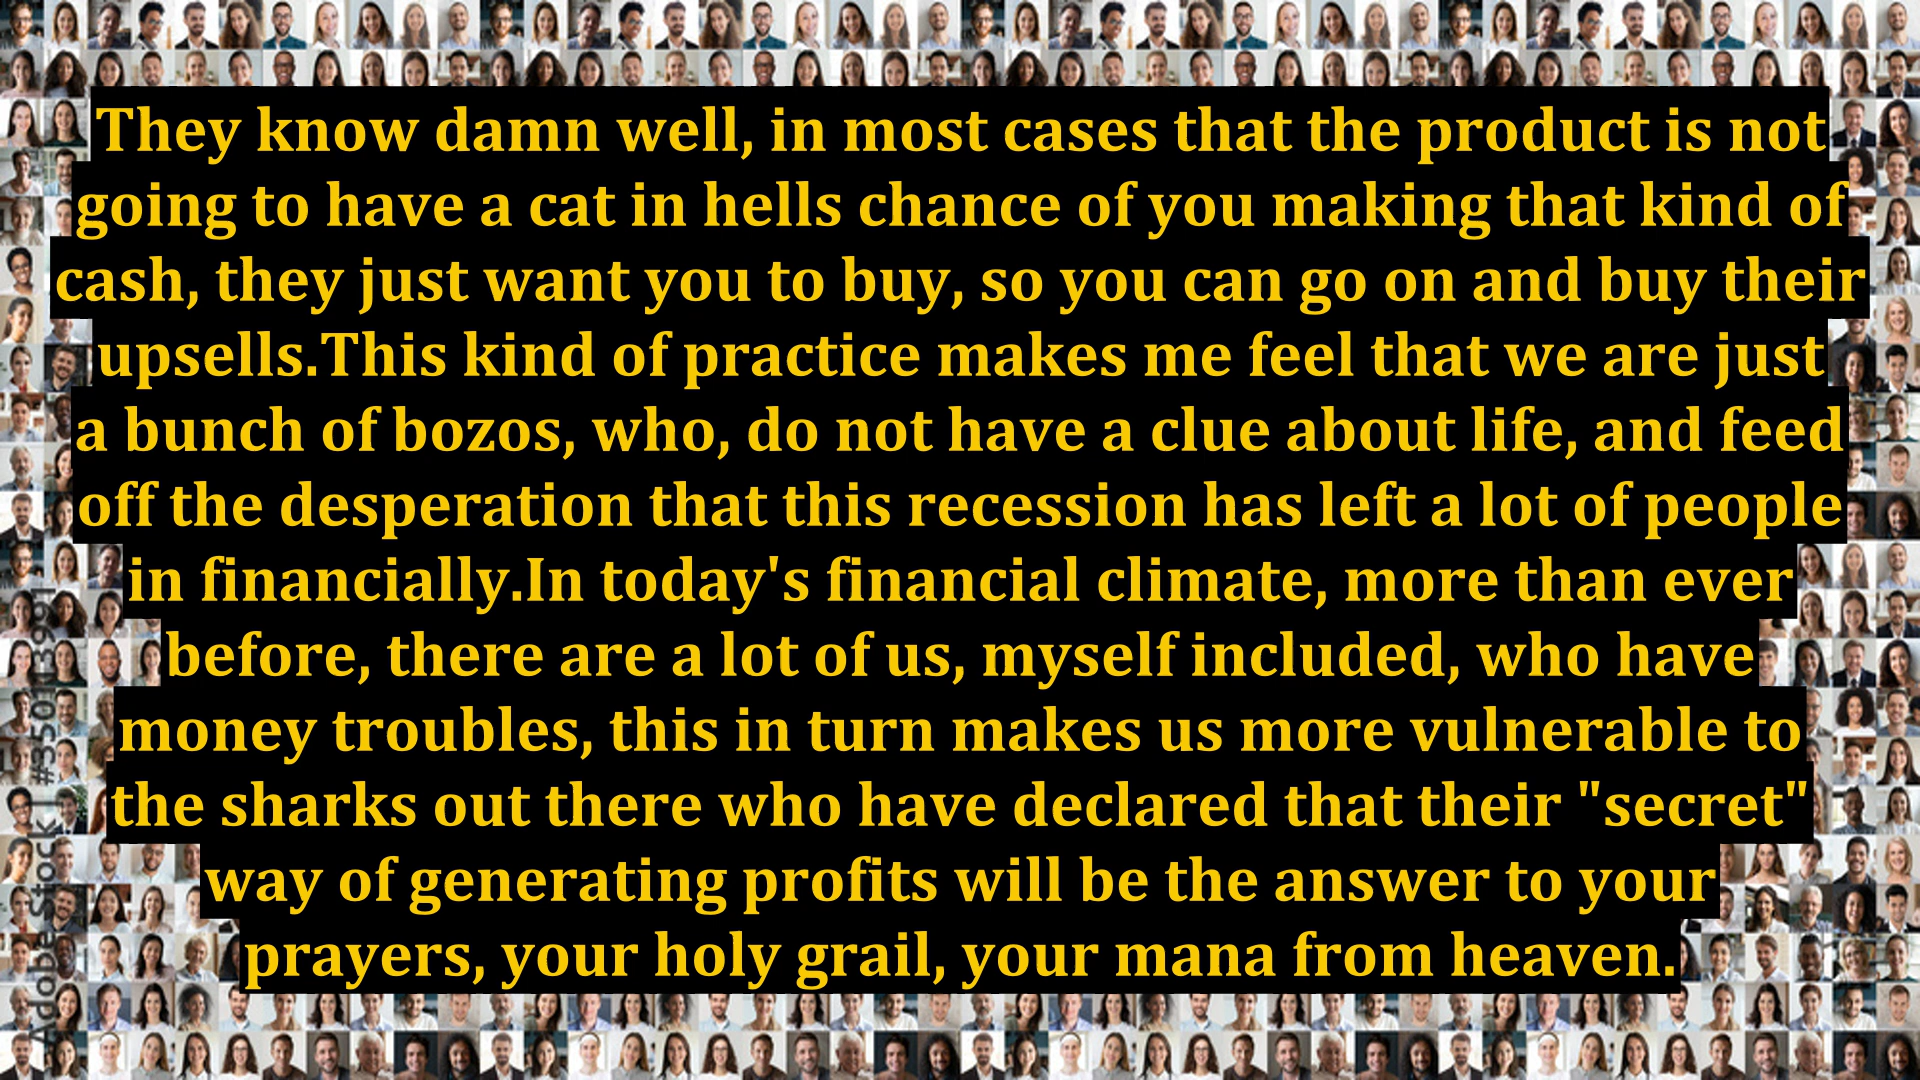 They know damn well, in most cases that the product is not
going to have a cat in hells chance of you making that kind of
cash, they just want you to buy, so you can go on and buy their
upsells.This kind of practice makes me feel that we are just
a bunch of bozos, who, do not have a clue about life, and feed
off the desperation that this recession has left a lot of people
in financially.In today's financial climate, more than ever
before, there are a lot of us, myself included, who have
money troubles, this in turn makes us more vulnerable to
the sharks out there who have declared that their "secret"
way of generating profits will be the answer to your
prayers, your holy grail, your mana from heaven.